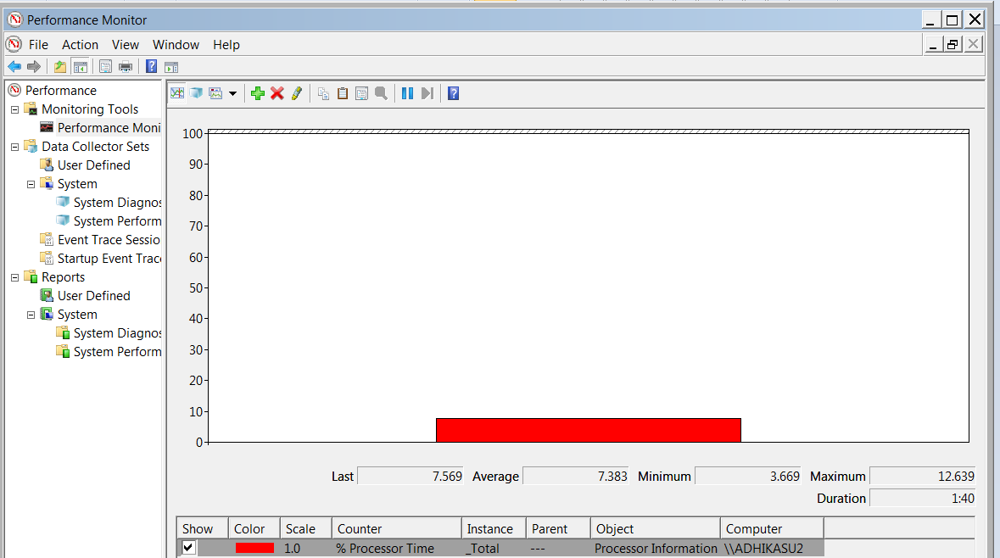 Performance Monitor
File Action View Window Help
Performance
Monitoring Tools
Performance Moni
Data Collector Sets
User Defined
System
System Diagnos
System Perform
Event Trace Sessio
Startup Event Trace
Reports
User Defined
System
System Diagnos
System Perform
100
90
80
70
60
50
40
30
20
10
0
Last 7.569 Average 7.383 Minimum 3.669 Maximum 12.639
Duration 1:40
Show Color Scale Counter Instance Parent Object Computer
1.0 % Processor Time _Total --- Processor Information \\ADHIKASU2